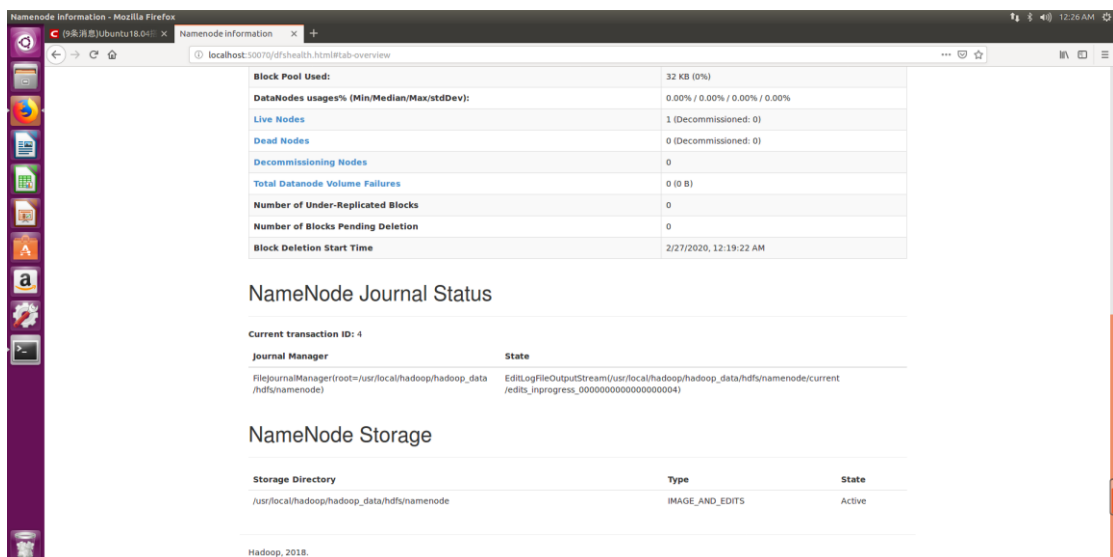 Namenode information - Mozilla Firefox
12:26 AM
(9条消息)Ubuntu18.04
Namenode information
localhost:50070/dfshealth.html#tab-overview
Block Pool Used: 32 KB (0%)
DataNodes usages% (Min/Median/Max/stdDev): 0.00% / 0.00% / 0.00% / 0.00%
Live Nodes 1 (Decommissioned: 0)
Dead Nodes 0 (Decommissioned: 0)
Decommissioning Nodes 0
Total Datanode Volume Failures 0 (0 B)
Number of Under-Replicated Blocks 0
Number of Blocks Pending Deletion 0
Block Deletion Start Time 2/27/2020, 12:19:22 AM
NameNode Journal Status
Current transaction ID: 4
Journal Manager State
FileJournalManager(root=/usr/local/hadoop/hadoop_data EditLogFileOutputStream(/usr/local/hadoop/hadoop_data/hdfs/namenode/current
/hdfs/namenode) /edits_inprogress_0000000000000000004)
NameNode Storage
Storage Directory Type State
/usr/local/hadoop/hadoop_data/hdfs/namenode IMAGE_AND_EDITS Active
Hadoop, 2018.